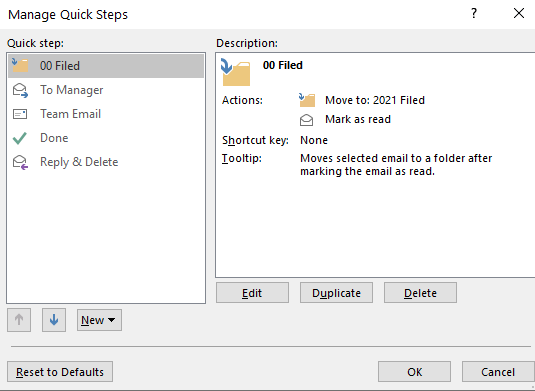 Manage Quick Steps
?
Quick step:
00 Filed
To Manager
Team Email
Done
Reply & Delete
New
Description:
00 Filed
Actions: Move to: 2021 Filed
Mark as read
Shortcut key: None
Tooltip: Moves selected email to a folder after
marking the email as read.
Edit Duplicate Delete
Reset to Defaults OK Cancel